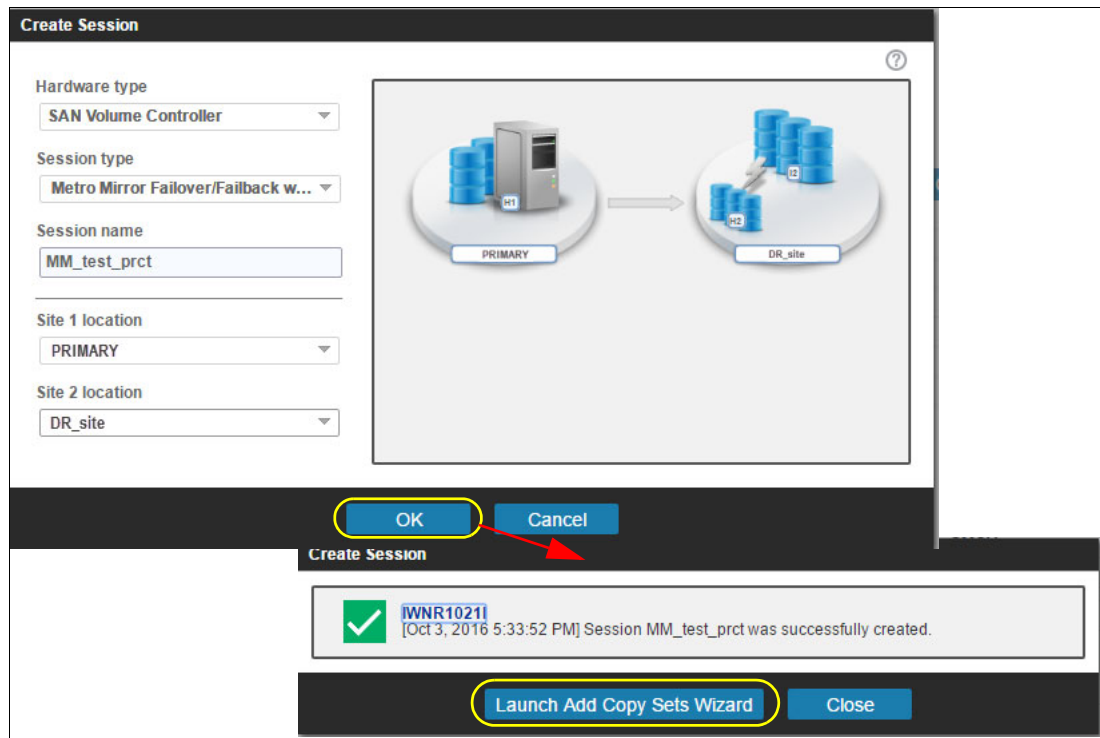 Create Session
Hardware type
SAN Volume Controller
Session type
Metro Mirror Failover/Failback w...
Session name
MM_test_prct
Site 1 location
PRIMARY
Site 2 location
DR_site
?
H1
PRIMARY
I2
H2
DR_site
OK
Cancel
Create Session
IWNR1021I
[Oct 3, 2016 5:33:52 PM] Session MM_test_prct was successfully created.
Launch Add Copy Sets Wizard
Close